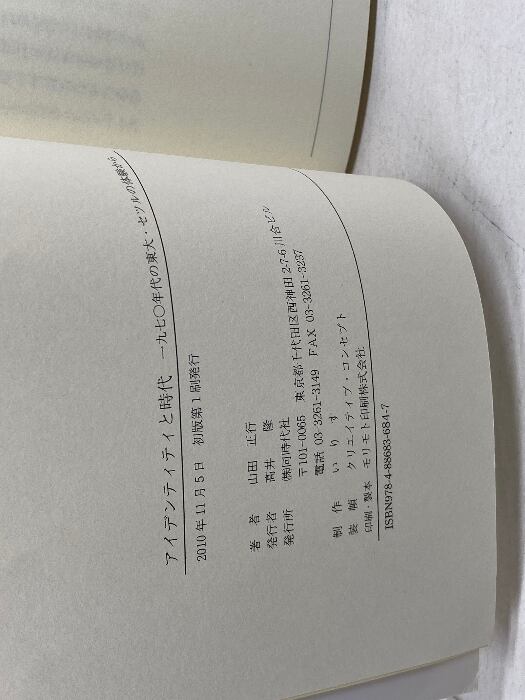 アイデンティティと時代 一九七〇年代の東大・セツルの体験から
2010年11月5日 初版第1刷発行
著 者 山田 正行
発行者 高井 隆
発行所 ㈱同時代社
〒101-0065 東京都千代田区西神田2-7-6 川合ビル
電話 03-3261-3149 FAX 03-3261-3237
制 作 いりす
装 幀 クリエイティブ・コンセプト
印刷・製本 モリモト印刷株式会社
ISBN978-4-88683-684-7